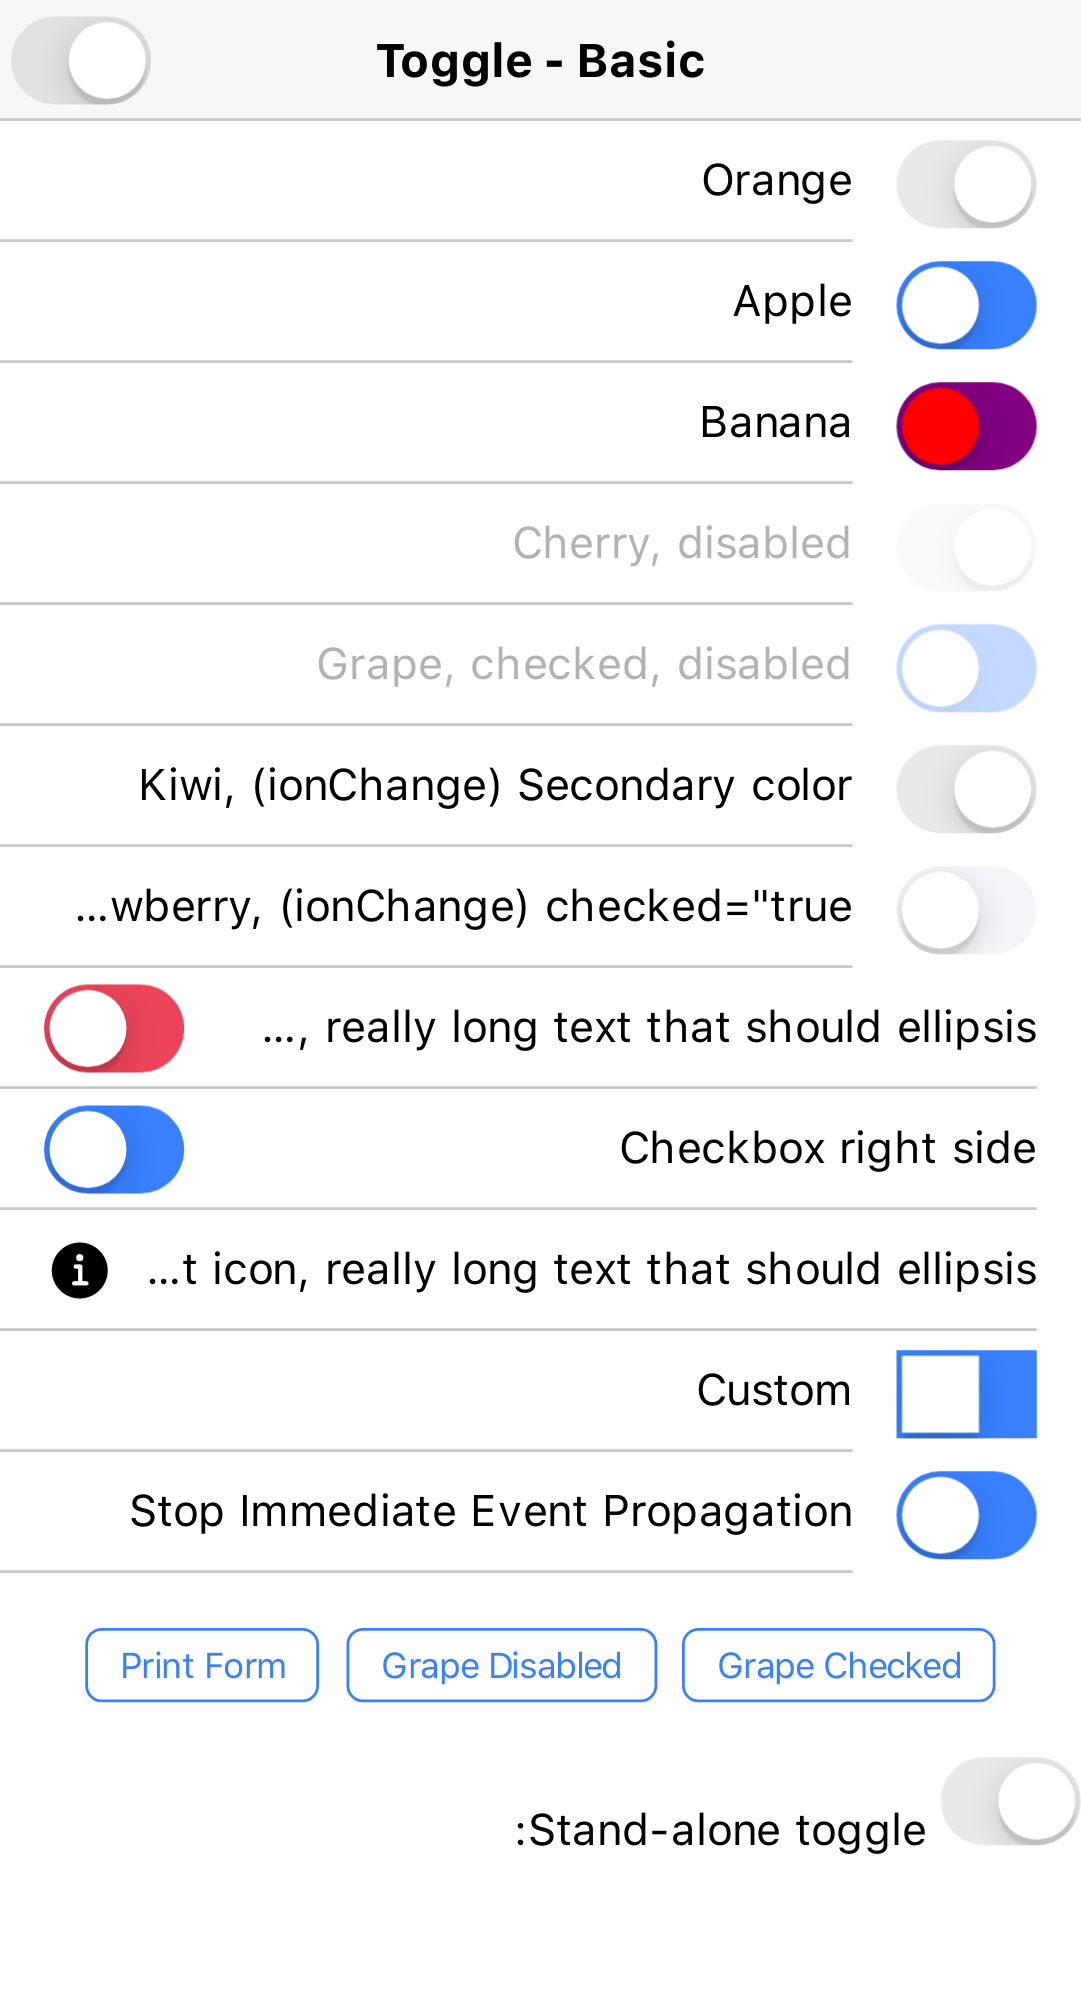 Toggle - Basic
Orange
Apple
Banana
Cherry, disabled
Grape, checked, disabled
Kiwi, (ionChange) Secondary color
...wberry, (ionChange) checked="true
..., really long text that should ellipsis
Checkbox right side
...t icon, really long text that should ellipsis
Custom
Stop Immediate Event Propagation
Print Form Grape Disabled Grape Checked
:Stand-alone toggle